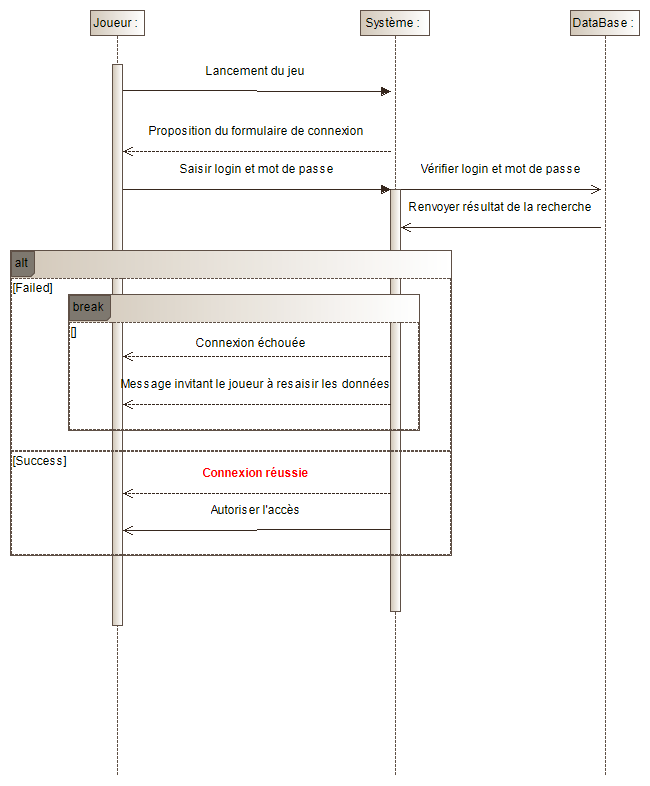 Joueur :
Système :
DataBase :
Lancement du jeu
Proposition du formulaire de connexion
Saisir login et mot de passe
Vérifier login et mot de passe
Renvoyer résultat de la recherche
alt
[Failed]
break
[]
Connexion échouée
Message invitant le joueur à resaisir les données
[Success]
Connexion réussie
Autoriser l'accès